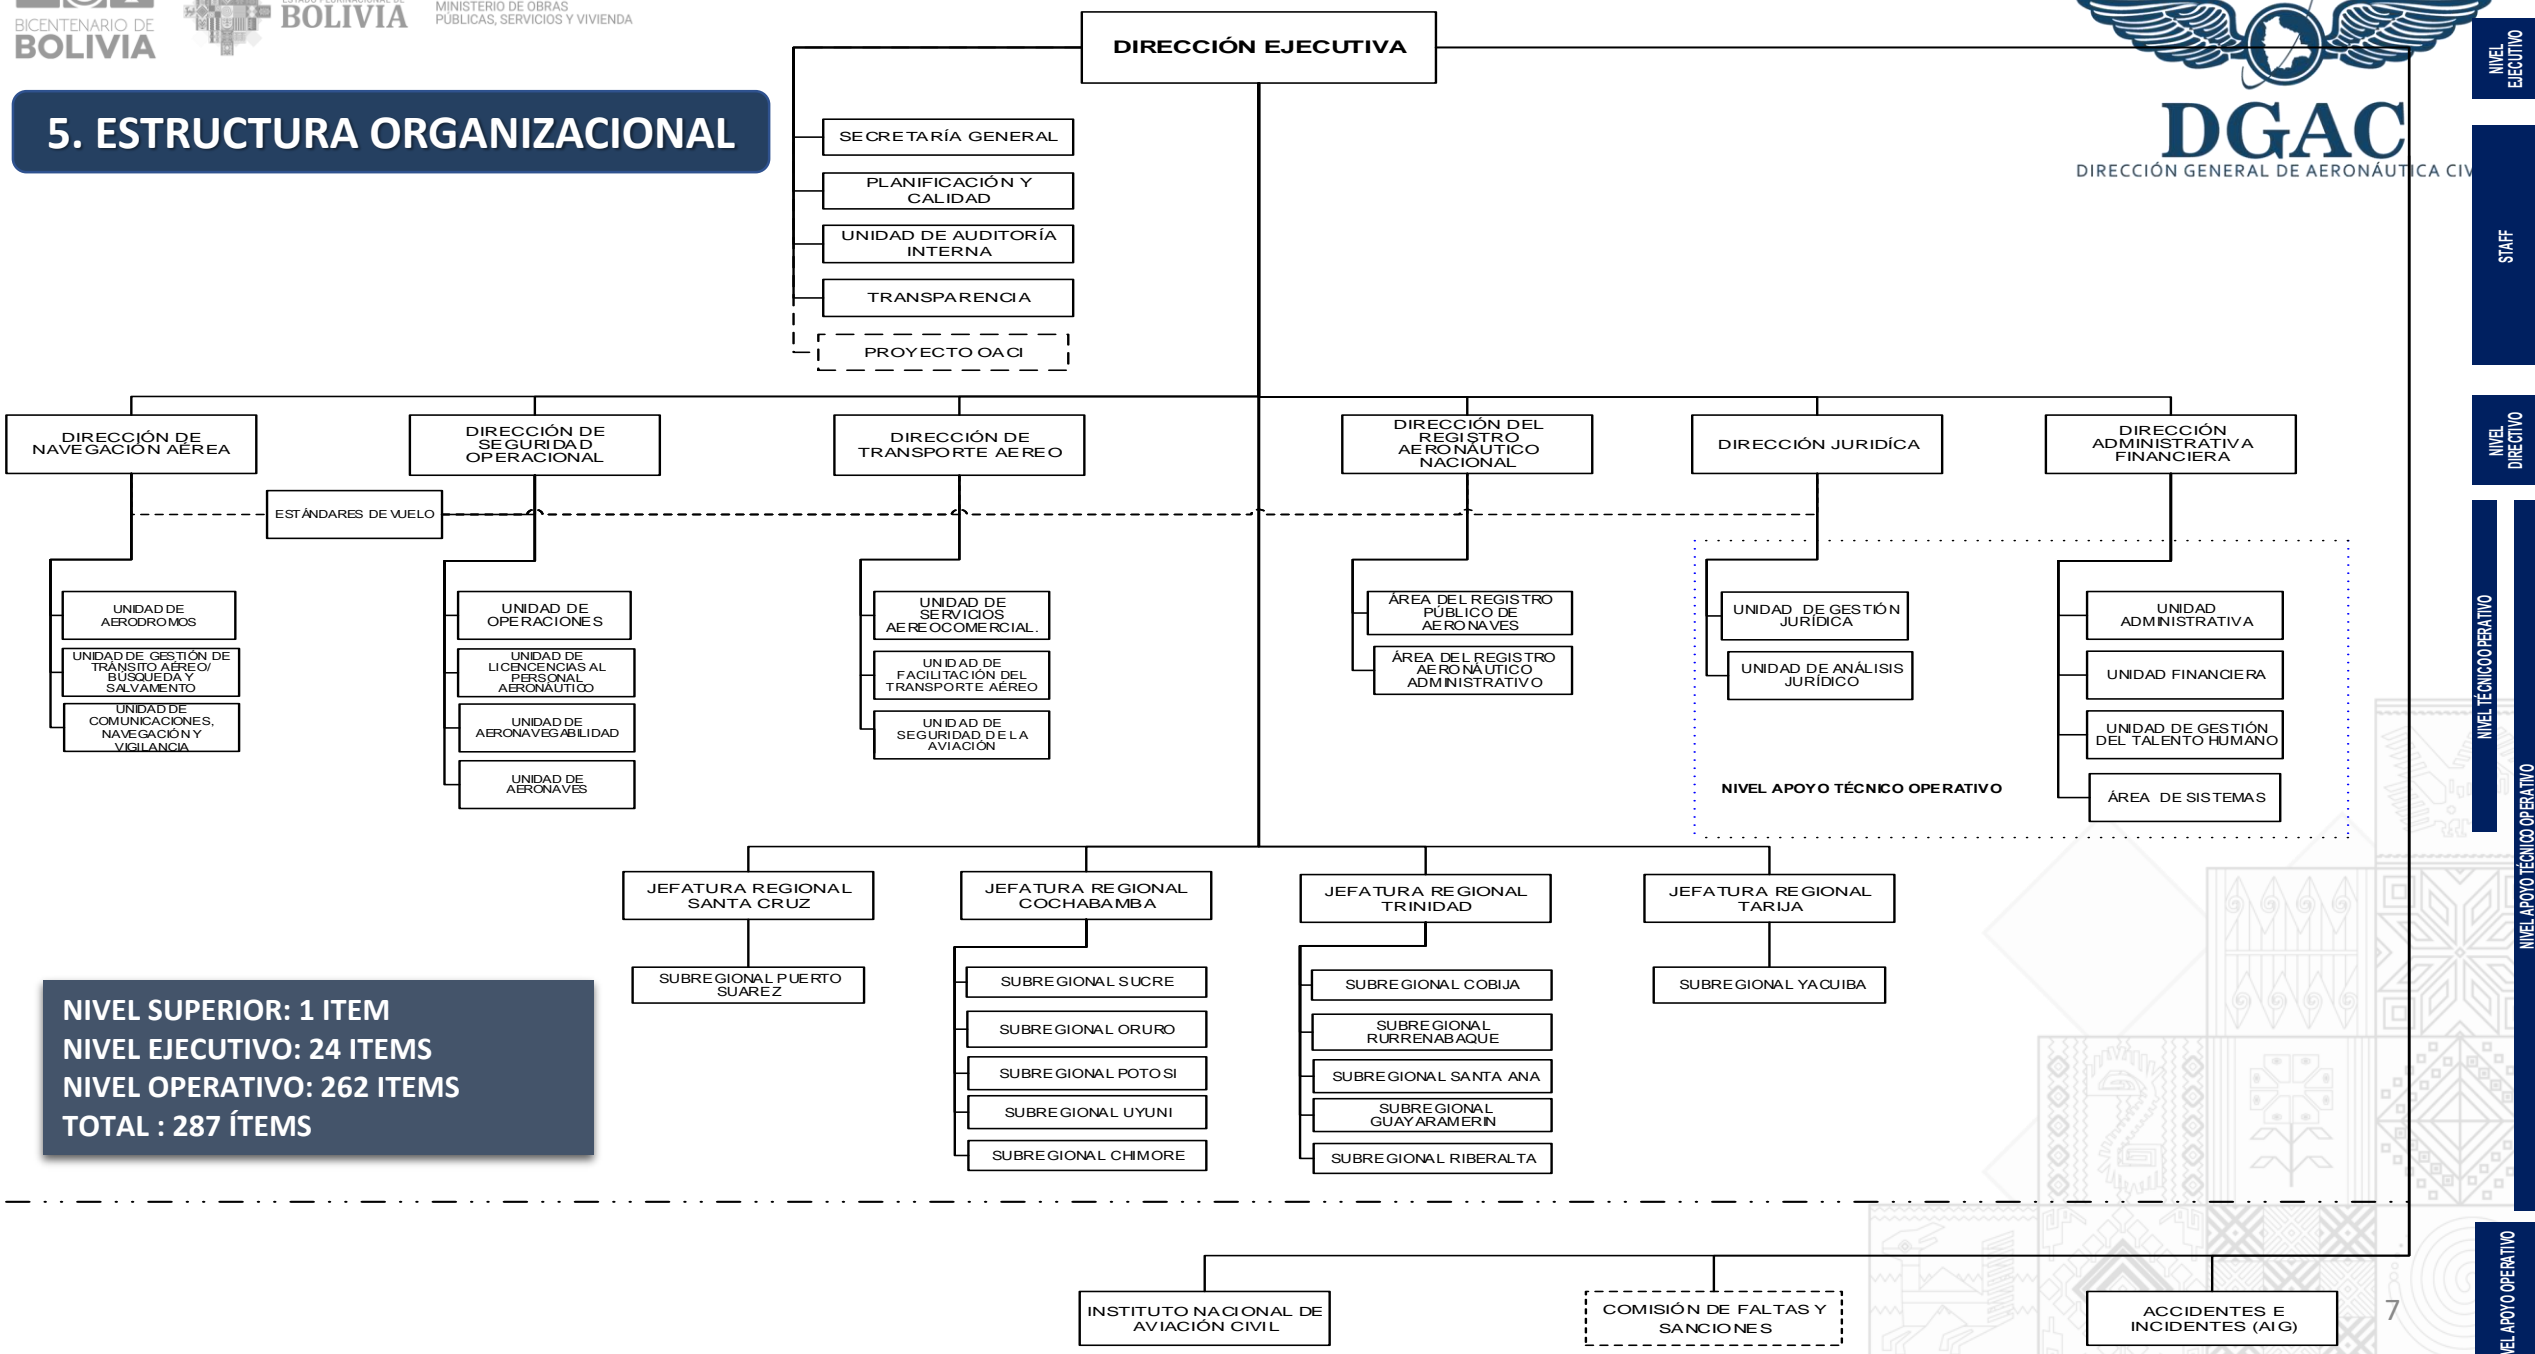 BICENTENARIO DE
BOLIVIA
ESTADO PLURINACIONAL DE
BOLIVIA
MINISTERIO DE OBRAS
PÚBLICAS, SERVICIOS Y VIVIENDA
DGAC
DIRECCIÓN GENERAL DE AERONÁUTICA CIV
5. ESTRUCTURA ORGANIZACIONAL
DIRECCIÓN EJECUTIVA
SECRETARÍA GENERAL
PLANIFICACIÓN Y
CALIDAD
UNIDAD DE AUDITORÍA
INTERNA
TRANSPARENCIA
PROYECTO OACI
NIVEL
EJECUTIVO
STAFF
NIVEL
DIRECTIVO
NIVEL TÉCNICO OPERATIVO
NIVEL APOYO TÉCNICO OPERATIVO
DIRECCIÓN DE
NAVEGACIÓN AÉREA
DIRECCIÓN DE
SEGURIDAD
OPERACIONAL
DIRECCIÓN DE
TRANSPORTE AEREO
DIRECCIÓN DEL
REGISTRO
AERONÁUTICO
NACIONAL
DIRECCIÓN JURIDÍCA
DIRECCIÓN
ADMINISTRATIVA
FINANCIERA
ESTÁNDARES DE VUELO
UNIDAD DE
AERODROMOS
UNIDAD DE GESTIÓN DE
TRÁNSITO AÉREO/
BÚSQUEDA Y
SALVAMENTO
UNIDAD DE
COMUNICACIONES,
NAVEGACIÓN Y
VIGILANCIA
UNIDAD DE
OPERACIONES
UNIDAD DE
LICENCENCIAS AL
PERSONAL
AERONÁUTICO
UNIDAD DE
AERONAVEGABILIDAD
UNIDAD DE
AERONAVES
UNIDAD DE
SERVICIOS
AEREOCOMERCIAL.
UNIDAD DE
FACILITACIÓN DEL
TRANSPORTE AÉREO
UNIDAD DE
SEGURIDAD DE LA
AVIACIÓN
ÁREA DEL REGISTRO
PÚBLICO DE
AERONAVES
ÁREA DEL REGISTRO
AERONÁUTICO
ADMINISTRATIVO
UNIDAD DE GESTIÓN
JURÍDICA
UNIDAD DE ANÁLISIS
JURÍDICO
UNIDAD
ADMINISTRATIVA
UNIDAD FINANCIERA
UNIDAD DE GESTIÓN
DEL TALENTO HUMANO
ÁREA DE SISTEMAS
NIVEL APOYO TÉCNICO OPERATIVO
JEFATURA REGIONAL
SANTA CRUZ
JEFATURA REGIONAL
COCHABAMBA
JEFATURA REGIONAL
TRINIDAD
JEFATURA REGIONAL
TARIJA
SUBREGIONAL PUERTO
SUAREZ
SUBREGIONAL SUCRE
SUBREGIONAL ORURO
SUBREGIONAL POTOSI
SUBREGIONAL UYUNI
SUBREGIONAL CHIMORE
SUBREGIONAL COBIJA
SUBREGIONAL
RURRENABAQUE
SUBREGIONAL SANTA ANA
SUBREGIONAL
GUAYARAMERIN
SUBREGIONAL RIBERALTA
SUBREGIONAL YACUIBA
NIVEL SUPERIOR: 1 ITEM
NIVEL EJECUTIVO: 24 ITEMS
NIVEL OPERATIVO: 262 ITEMS
TOTAL : 287 ÍTEMS
INSTITUTO NACIONAL DE
AVIACIÓN CIVIL
COMISIÓN DE FALTAS Y
SANCIONES
ACCIDENTES E
INCIDENTES (AIG)
7
VEL APOYO OPERATIVO